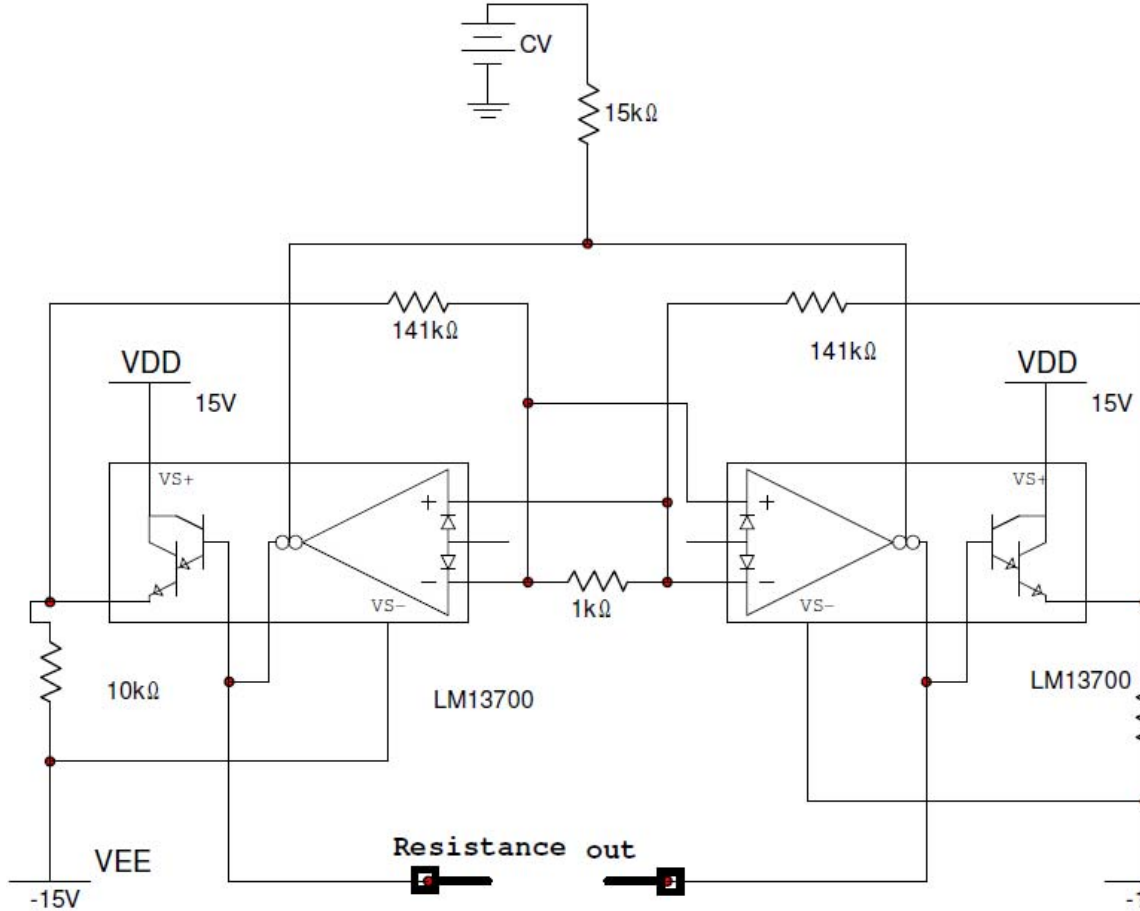 CV
15kΩ
141kΩ
141kΩ
VDD
15V
VDD
15V
VS+
VS+
+
+
−
−
1kΩ
VS-
VS-
10kΩ
LM13700
LM13700
Resistance out
VEE
-15V